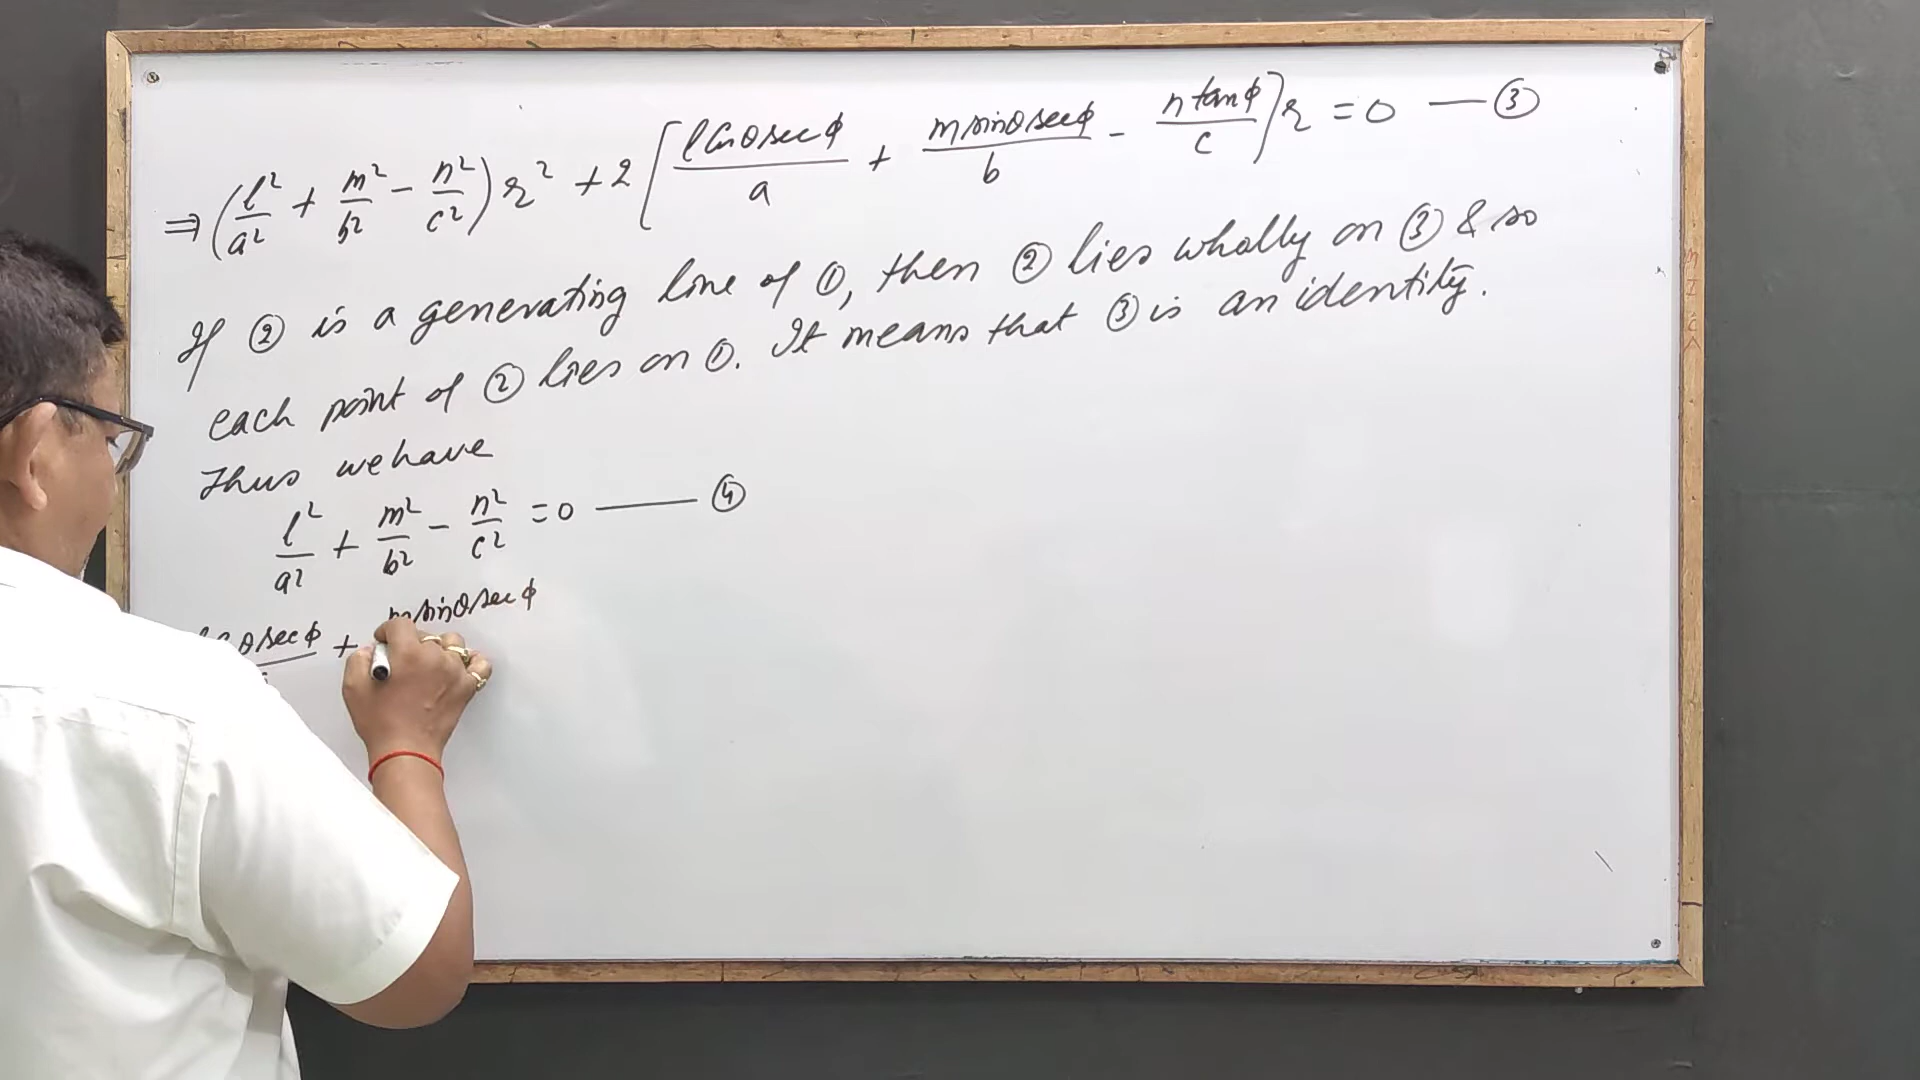 ⇒ (l²/a² + m²/b² − n²/c²) r² + 2 [l Cosθ secφ/a + m sinθ secφ/b − n tanφ/c] r = 0 — ③
If ② is a generating line of ①, then ② lies wholly on ③ & so
each point of ② lies on ①. It means that ③ is an identity.
Thus we have
l²/a² + m²/b² − n²/c² = 0 — ④
θ secφ + m sinθ secφ